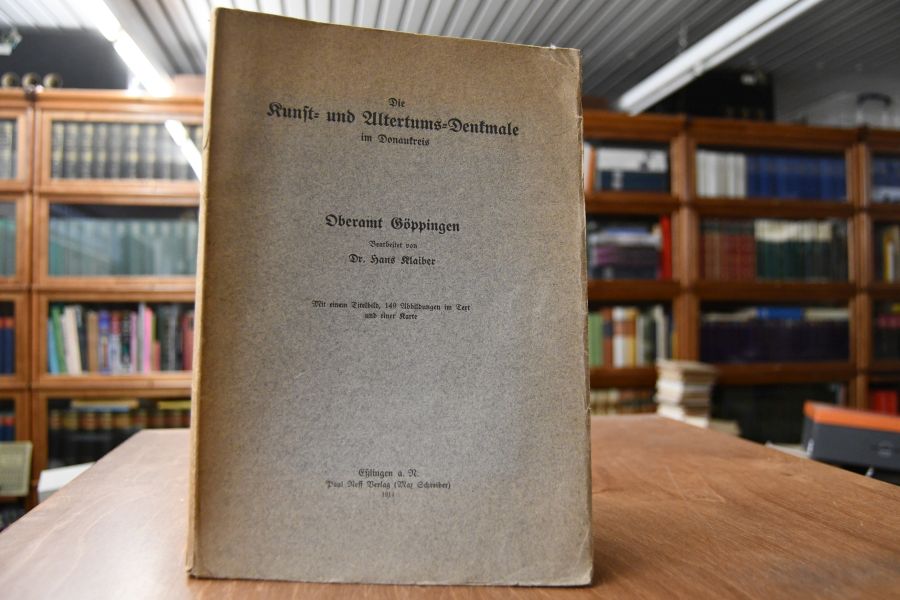 Die
Kunst- und Altertums-Denkmale
im Donaukreis
Oberamt Göppingen
Bearbeitet von
Dr. Hans Klaiber
Mit einem Titelbild, 149 Abbildungen im Text
und einer Karte
Eßlingen a. N.
Paul Neff Verlag (Max Schreiber)
1914